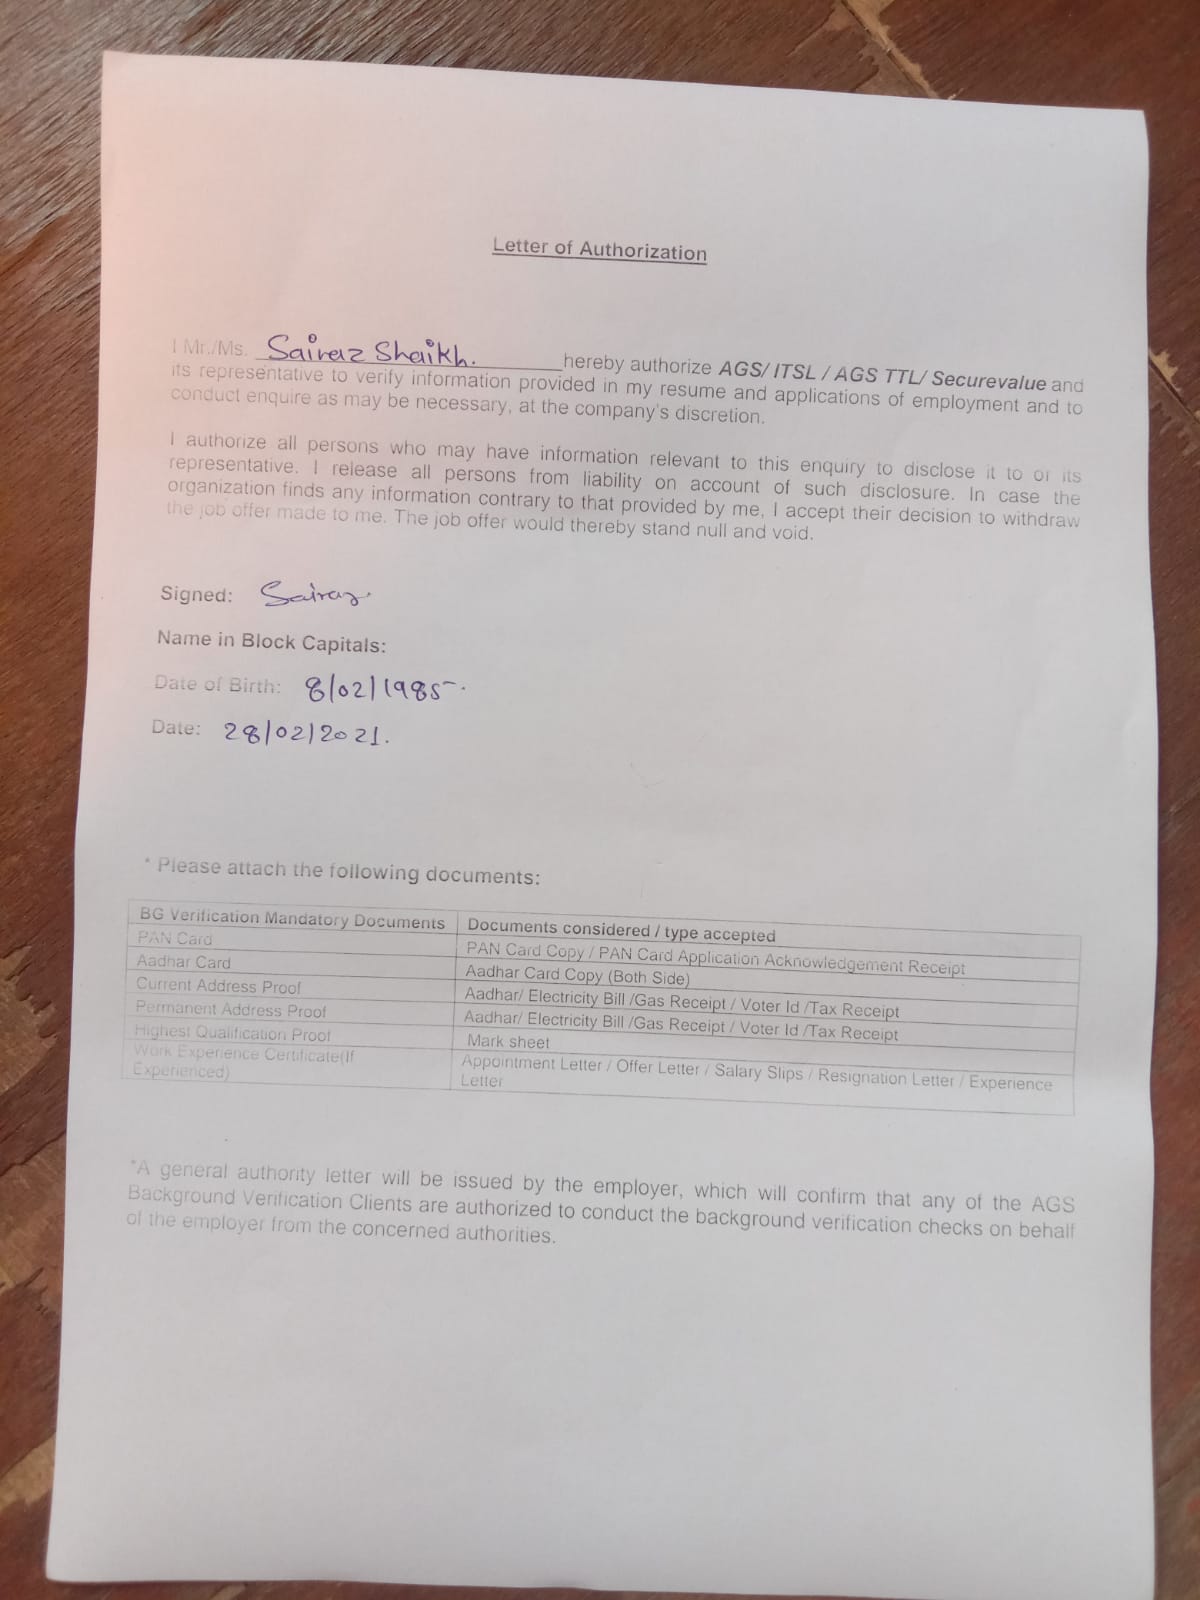 Letter of Authorization
I Mr./Ms. Sairaz Shaikh. hereby authorize AGS/ ITSL / AGS TTL/ Securevalue and
its representative to verify information provided in my resume and applications of employment and to
conduct enquire as may be necessary, at the company's discretion.
I authorize all persons who may have information relevant to this enquiry to disclose it to or its
representative. I release all persons from liability on account of such disclosure. In case the
organization finds any information contrary to that provided by me, I accept their decision to withdraw
the job offer made to me. The job offer would thereby stand null and void.
Signed: Sairaz.
Name in Block Capitals:
Date of Birth: 8/02/1985.
Date: 28/02/2021.
* Please attach the following documents:
BG Verification Mandatory Documents Documents considered / type accepted
PAN Card PAN Card Copy / PAN Card Application Acknowledgement Receipt
Aadhar Card Aadhar Card Copy (Both Side)
Current Address Proof Aadhar/ Electricity Bill /Gas Receipt / Voter Id /Tax Receipt
Permanent Address Proof Aadhar/ Electricity Bill /Gas Receipt / Voter Id /Tax Receipt
Highest Qualification Proof Mark sheet
Work Experience Certificate(If Appointment Letter / Offer Letter / Salary Slips / Resignation Letter / Experience
Experienced) Letter
*A general authority letter will be issued by the employer, which will confirm that any of the AGS
Background Verification Clients are authorized to conduct the background verification checks on behalf
of the employer from the concerned authorities.